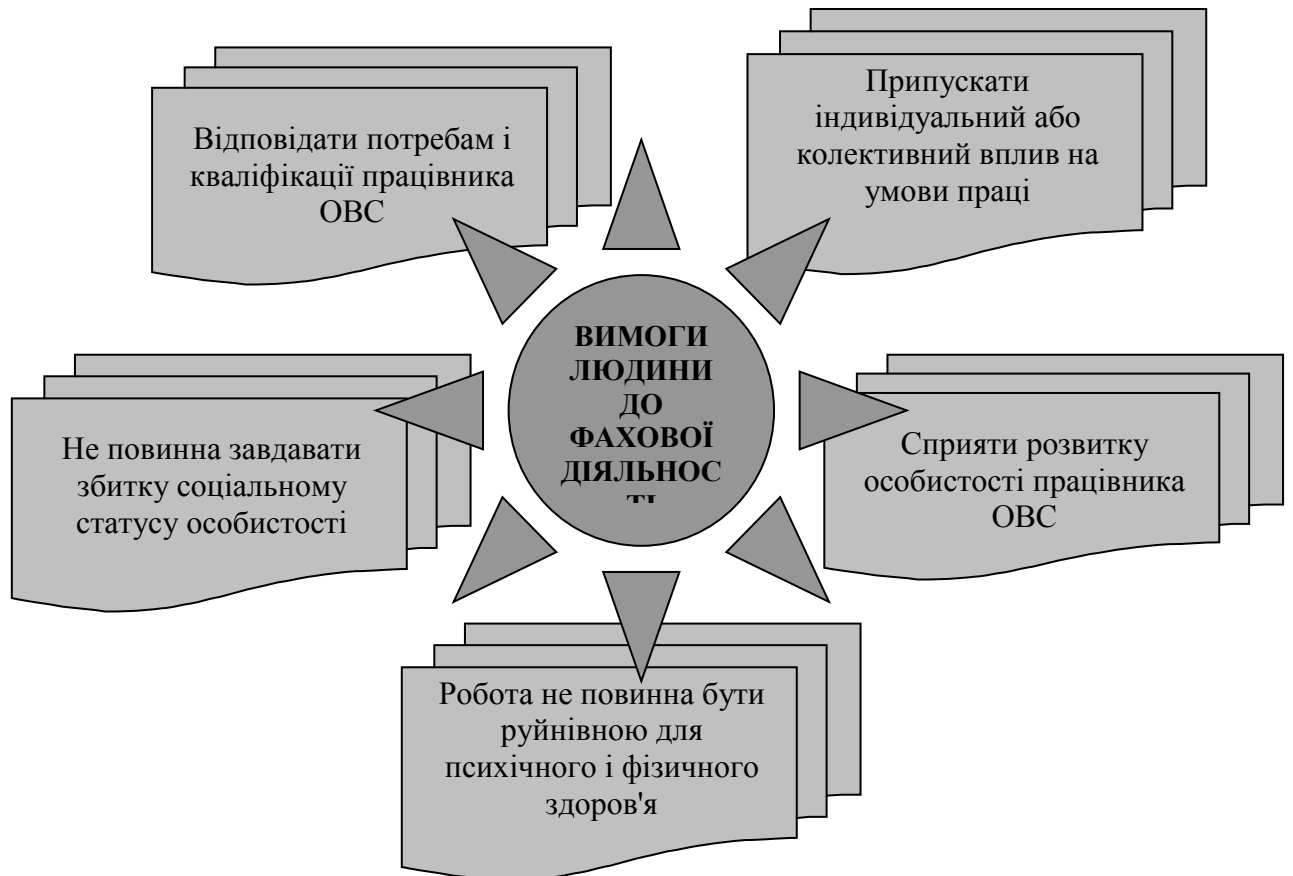 Відповідати потребам і
кваліфікації працівника
ОВС
Припускати
індивідуальний або
колективний вплив на
умови праці
ВИМОГИ
ЛЮДИНИ
ДО
ФАХОВОЇ
ДІЯЛЬНОС
ТІ
Не повинна завдавати
збитку соціальному
статусу особистості
Сприяти розвитку
особистості працівника
ОВС
Робота не повинна бути
руйнівною для
психічного і фізичного
здоров'я